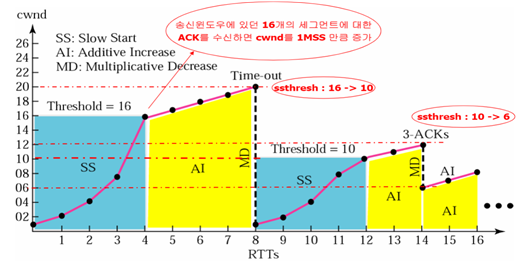 cwnd
송신윈도우에 있던 16개의 세그먼트에 대한
ACK를 수신하면 cwnd를 1MSS 만큼 증가
SS: Slow Start
AI: Additive Increase
MD: Multiplicative Decrease
26
24
22
20
18
16
14
12
10
08
06
04
02
Time-out
ssthresh : 16 -> 10
Threshold = 16
ssthresh : 10 -> 6
3-ACKs
Threshold = 10
SS
AI
MD
SS
AI
MD
AI
AI
1 2 3 4 5 6 7 8 9 10 11 12 13 14 15 16
RTTs